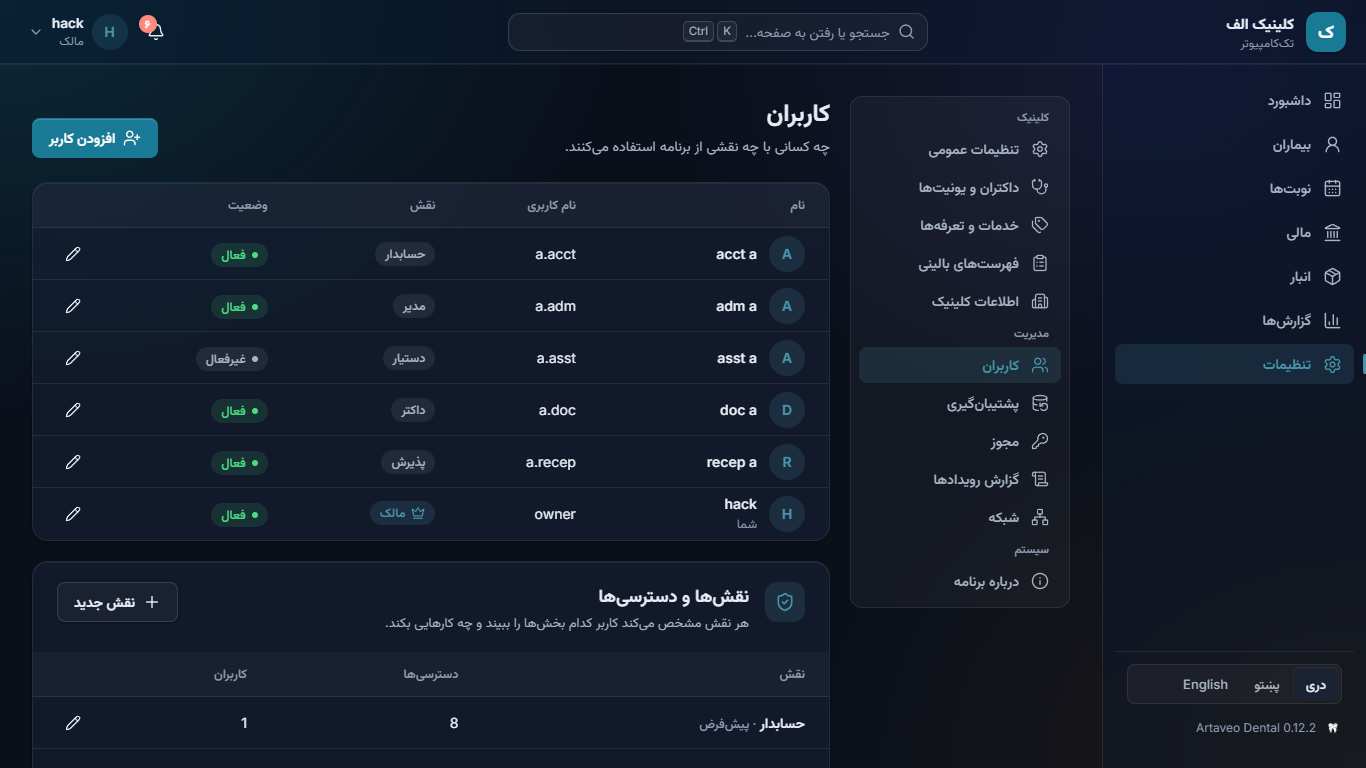 کلینیک الف
تک‌کامپیوتر
جستجو یا رفتن به صفحه... Ctrl K
۶
hack
مالک
H
ک
داشبورد
بیماران
نوبت‌ها
مالی
انبار
گزارش‌ها
تنظیمات
دری پښتو English
Artaveo Dental 0.12.2
کلینیک
تنظیمات عمومی
داکتران و یونیت‌ها
خدمات و تعرفه‌ها
فهرست‌های بالینی
اطلاعات کلینیک
مدیریت
کاربران
پشتیبان‌گیری
مجوز
گزارش رویدادها
شبکه
سیستم
درباره برنامه
کاربران
چه کسانی با چه نقشی از برنامه استفاده می‌کنند.
افزودن کاربر
نام نام کاربری نقش وضعیت
A acct a a.acct حسابدار فعال
A adm a a.adm مدیر فعال
A asst a a.asst دستیار غیرفعال
D doc a a.doc داکتر فعال
R recep a a.recep پذیرش فعال
H hack owner مالک فعال
شما
نقش‌ها و دسترسی‌ها
هر نقش مشخص می‌کند کاربر کدام بخش‌ها را ببیند و چه کارهایی بکند.
نقش جدید
نقش دسترسی‌ها کاربران
حسابدار · پیش‌فرض 8 1